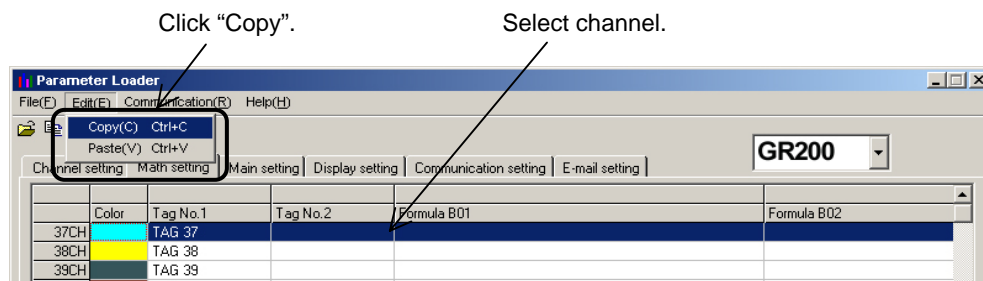 Click “Copy”. Select channel.
Parameter Loader
File(F) Edit(E) Communication(R) Help(H)
Copy(C) Ctrl+C
Paste(V) Ctrl+V
GR200
Channel setting Math setting Main setting Display setting Communication setting E-mail setting
Color Tag No.1 Tag No.2 Formula B01 Formula B02
37CH TAG 37
38CH TAG 38
39CH TAG 39